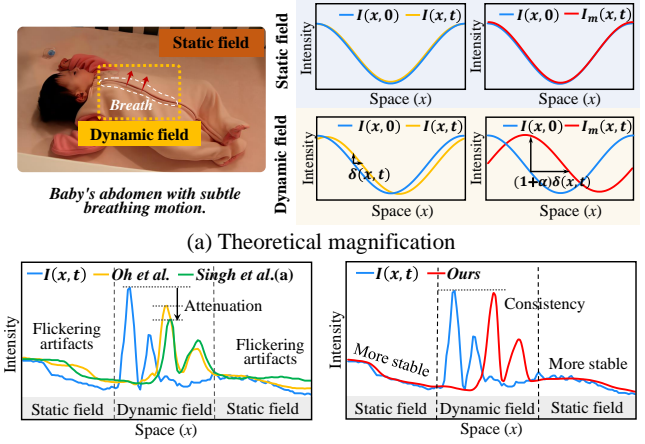 Static field
Breath
Dynamic field
Baby's abdomen with subtle
breathing motion.
Static field
Intensity
I(x,0) I(x,t)
Space (x)
Intensity
I(x,0) Iₘ(x,t)
Space (x)
Dynamic field
Intensity
I(x,0) I(x,t)
δ(x,t)
Space (x)
Intensity
I(x,0) Iₘ(x,t)
(1+α)δ(x,t)
Space (x)
(a) Theoretical magnification
I(x,t) Oh et al. Singh et al.(a)
Intensity
Attenuation
Flickering
artifacts
Flickering
artifacts
Static field Dynamic field Static field
Space (x)
I(x,t) Ours
Intensity
Consistency
More stable
More stable
Static field Dynamic field Static field
Space (x)